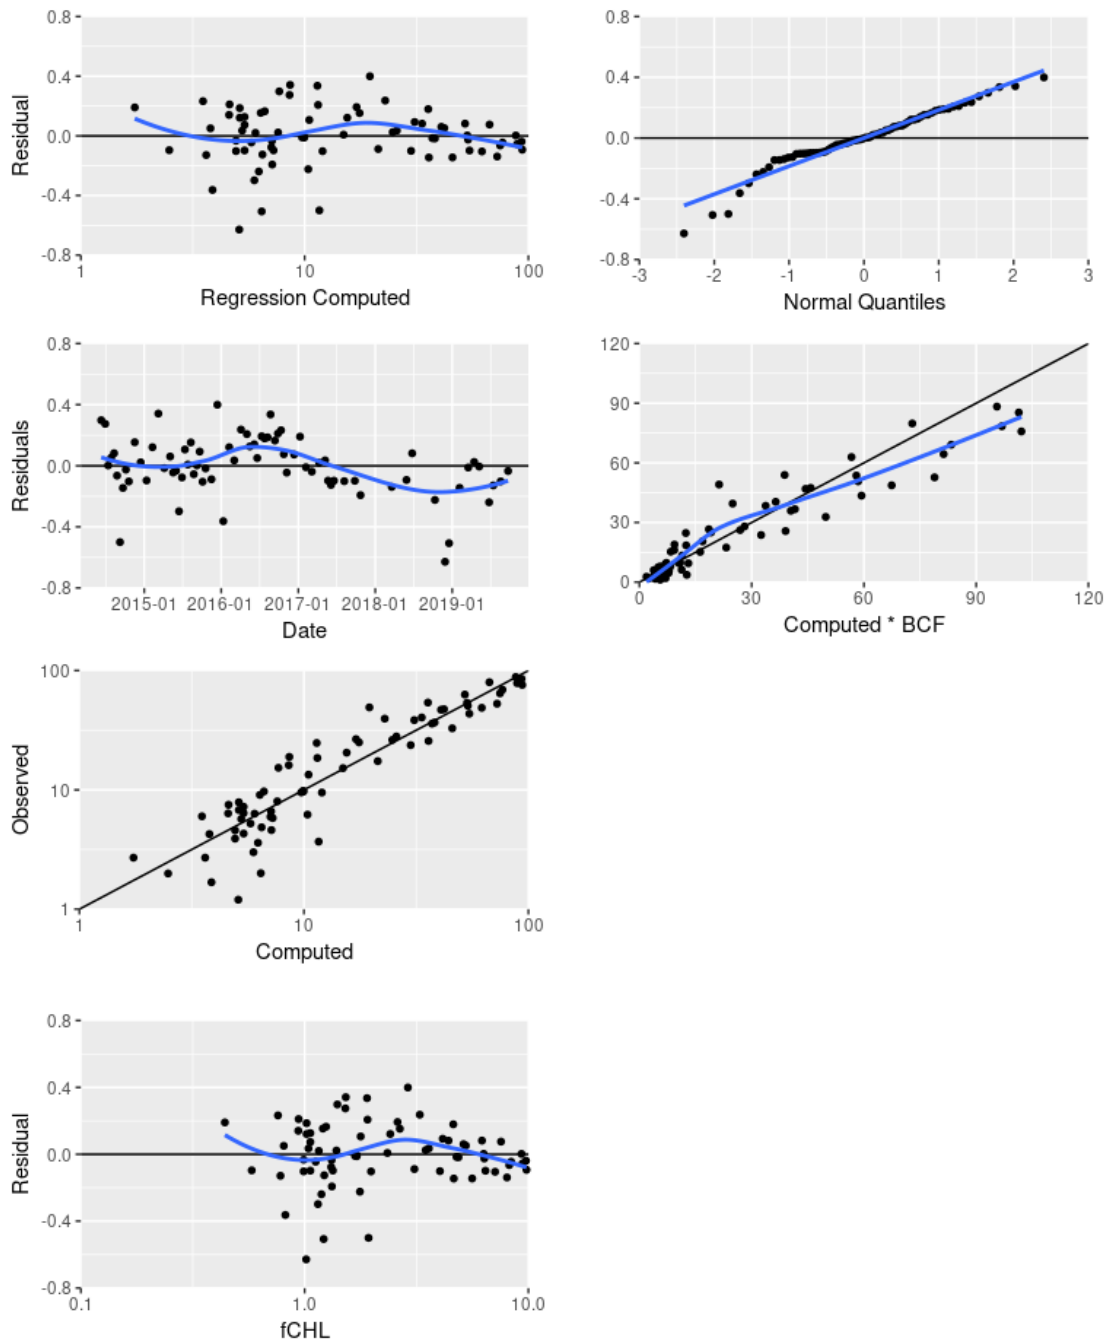 0.8
0.4
0.0
-0.4
-0.8
Residual
1 10 100
Regression Computed
0.8
0.4
0.0
-0.4
-0.8
Residual
-3 -2 -1 0 1 2 3
Normal Quantiles
0.8
0.4
0.0
-0.4
-0.8
Residuals
2015-01 2016-01 2017-01 2018-01 2019-01
Date
120
90
60
30
0
0 30 60 90 120
Computed * BCF
100
10
1
Observed
1 10 100
Computed
0.8
0.4
0.0
-0.4
-0.8
Residual
0.1 1.0 10.0
fCHL